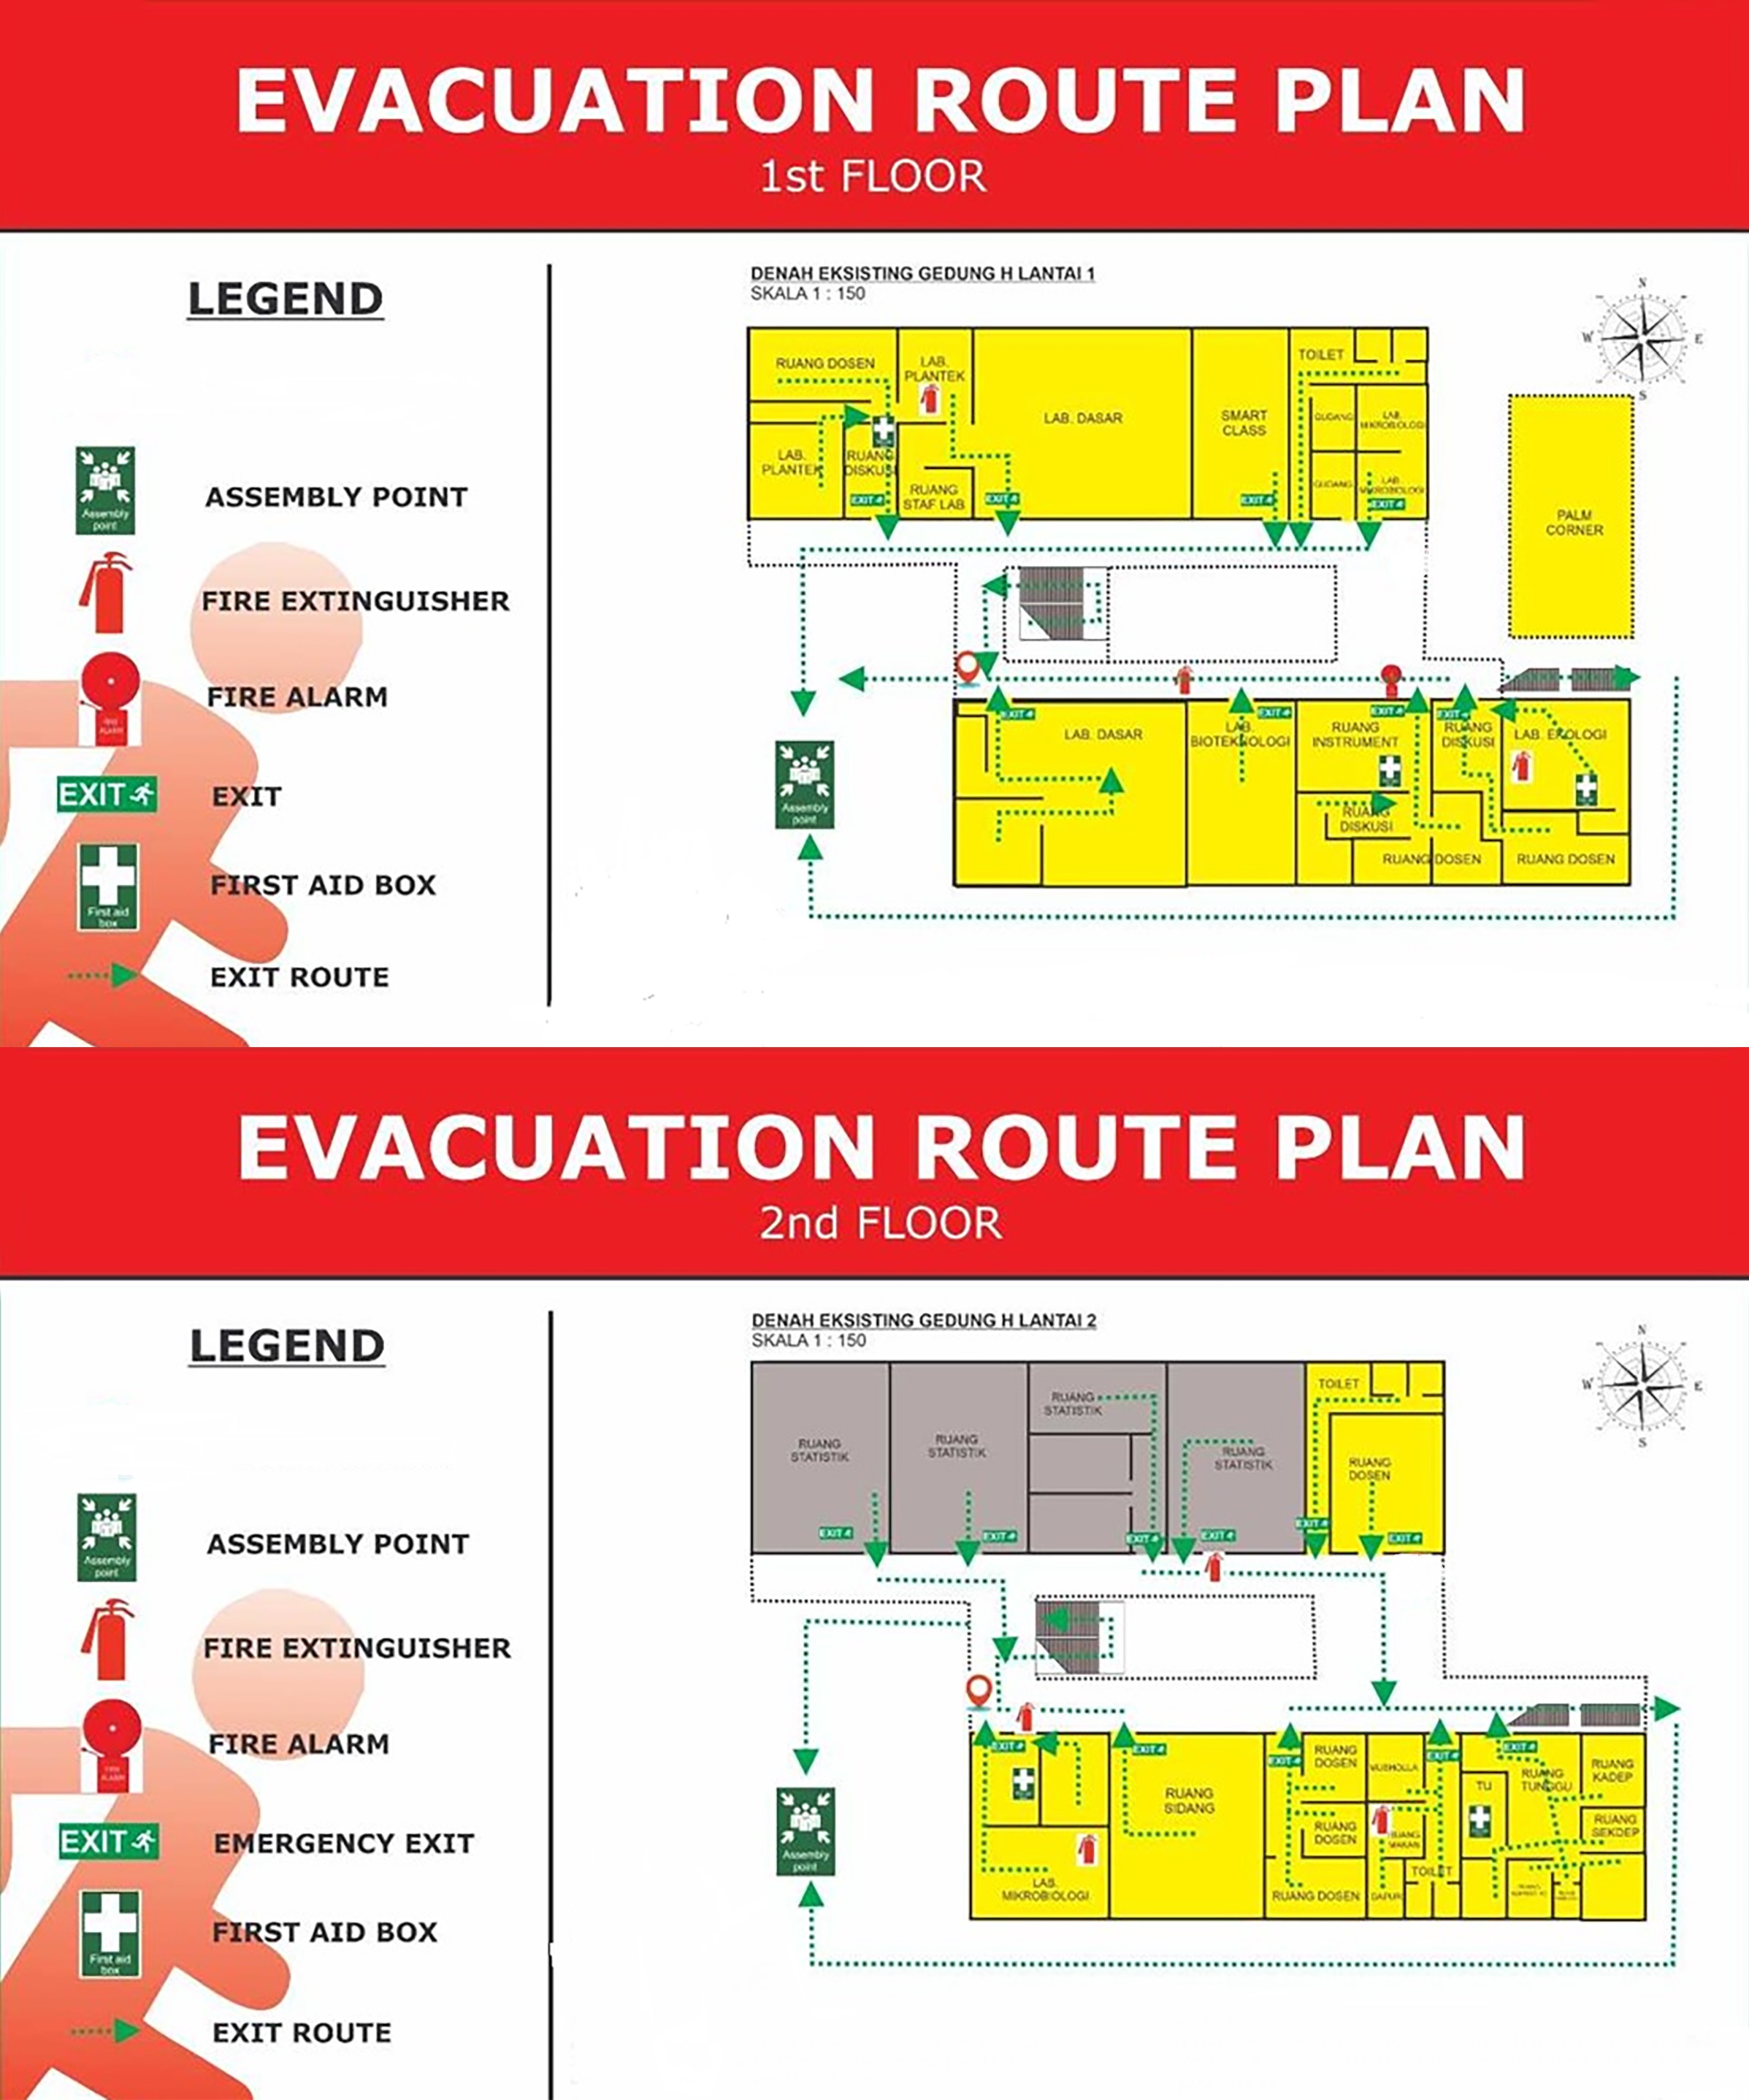 EVACUATION ROUTE PLAN
1st FLOOR
LEGEND
Assembly
point
ASSEMBLY POINT
FIRE EXTINGUISHER
FIRE
ALARM
FIRE ALARM
EXIT
EXIT
First aid
box
FIRST AID BOX
EXIT ROUTE
DENAH EKSISTING GEDUNG H LANTAI 1
SKALA 1 : 150
N
W
E
S
RUANG DOSEN
LAB.
PLANTEK
LAB. DASAR
SMART
CLASS
TOILET
GUDANG
LAB.
MIKROBIOLOGI
LAB.
PLANTEK
RUANG
DISKUSI
RUANG
STAF LAB
GUDANG
LAB.
MIKROBIOLOGI
EXIT
EXIT
EXIT
EXIT
PALM
CORNER
EXIT
EXIT
EXIT
EXIT
LAB. DASAR
LAB.
BIOTEKNOLOGI
RUANG
INSTRUMENT
RUANG
DISKUSI
LAB. EKOLOGI
RUANG
DISKUSI
RUANG DOSEN
RUANG DOSEN
Assembly
point
EVACUATION ROUTE PLAN
2nd FLOOR
LEGEND
Assembly
point
ASSEMBLY POINT
FIRE EXTINGUISHER
FIRE
ALARM
FIRE ALARM
EXIT
EMERGENCY EXIT
First aid
box
FIRST AID BOX
EXIT ROUTE
DENAH EKSISTING GEDUNG H LANTAI 2
SKALA 1 : 150
N
W
E
S
RUANG
STATISTIK
RUANG
STATISTIK
RUANG
STATISTIK
RUANG
STATISTIK
TOILET
RUANG
DOSEN
EXIT
EXIT
EXIT
EXIT
EXIT
EXIT
EXIT
EXIT
EXIT
EXIT
EXIT
RUANG
SIDANG
RUANG
DOSEN
MUSHOLLA
TU
RUANG
TUNGGU
RUANG
KADEP
RUANG
DOSEN
RUANG
MAKAN
RUANG
SEKDEP
LAB.
MIKROBIOLOGI
RUANG DOSEN
DAPUR
TOILET
Assembly
point